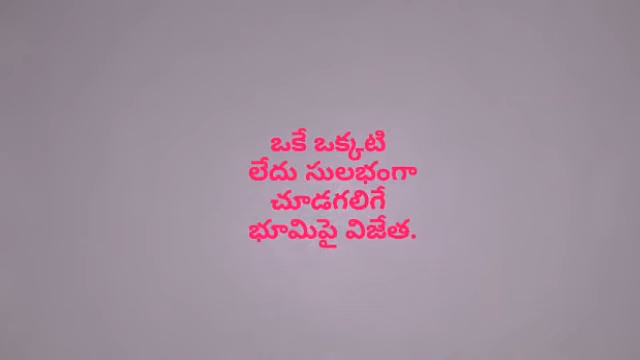 ఒకే ఒక్కటి
లేదు సులభంగా
చూడగలిగే
భూమిపై విజేత.